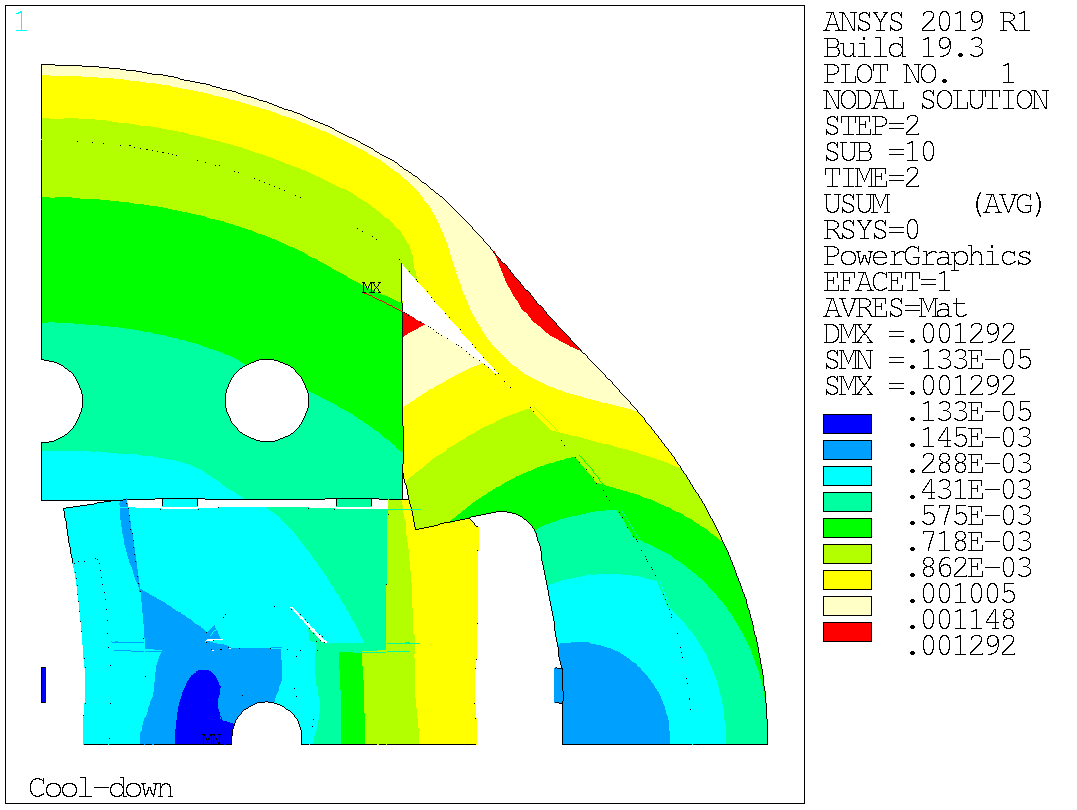 1
ANSYS 2019 R1
Build 19.3
PLOT NO. 1
NODAL SOLUTION
STEP=2
SUB =10
TIME=2
USUM (AVG)
RSYS=0
PowerGraphics
EFACET=1
AVRES=Mat
DMX =.001292
SMN =.133E-05
SMX =.001292
.133E-05
.145E-03
.288E-03
.431E-03
.575E-03
.718E-03
.862E-03
.001005
.001148
.001292
MX
MN
Cool-down